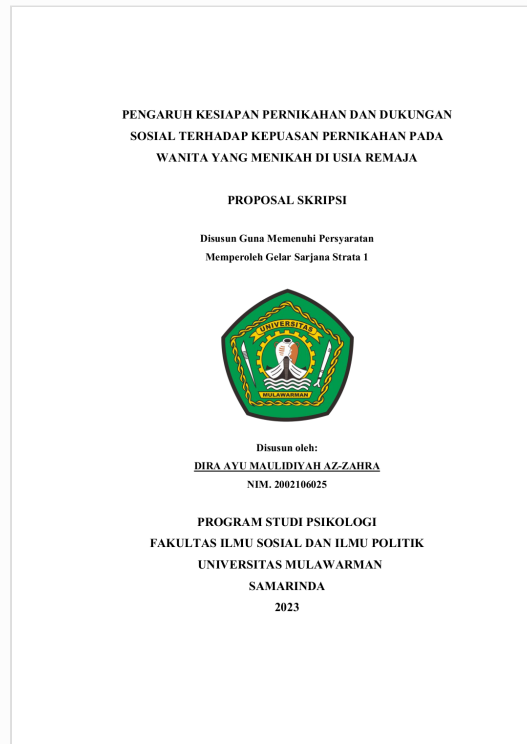 PENGARUH KESIAPAN PERNIKAHAN DAN DUKUNGAN
SOSIAL TERHADAP KEPUASAN PERNIKAHAN PADA
WANITA YANG MENIKAH DI USIA REMAJA
PROPOSAL SKRIPSI
Disusun Guna Memenuhi Persyaratan
Memperoleh Gelar Sarjana Strata 1
UNIVERSITAS
MULAWARMAN
Disusun oleh:
DIRA AYU MAULIDIYAH AZ-ZAHRA
NIM. 2002106025
PROGRAM STUDI PSIKOLOGI
FAKULTAS ILMU SOSIAL DAN ILMU POLITIK
UNIVERSITAS MULAWARMAN
SAMARINDA
2023